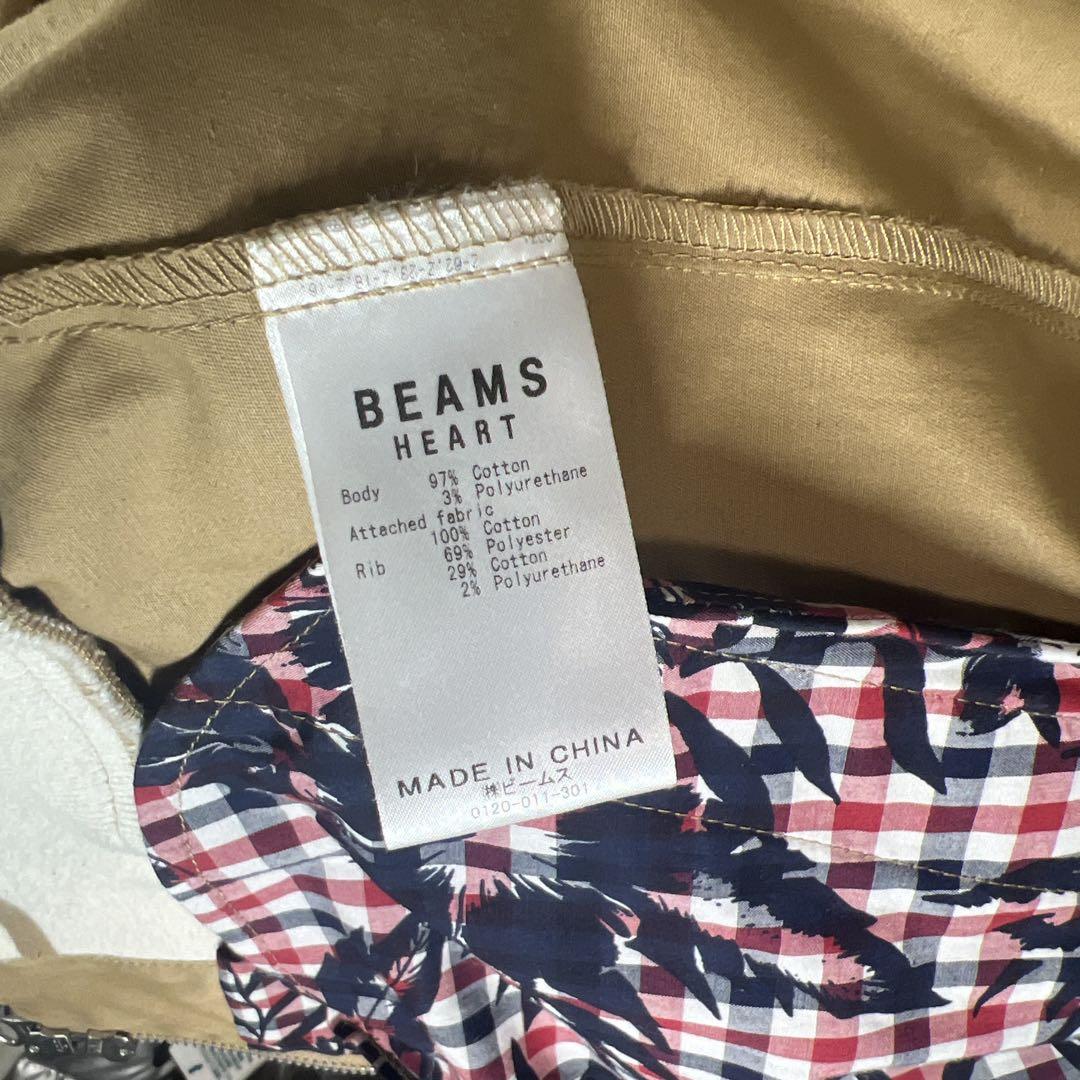 BEAMS
HEART
Body 97% Cotton
3% Polyurethane
Attached fabric
100% Cotton
69% Polyester
Rib 29% Cotton
2% Polyurethane
MADE IN CHINA
㈱ビームス
0120-011-301